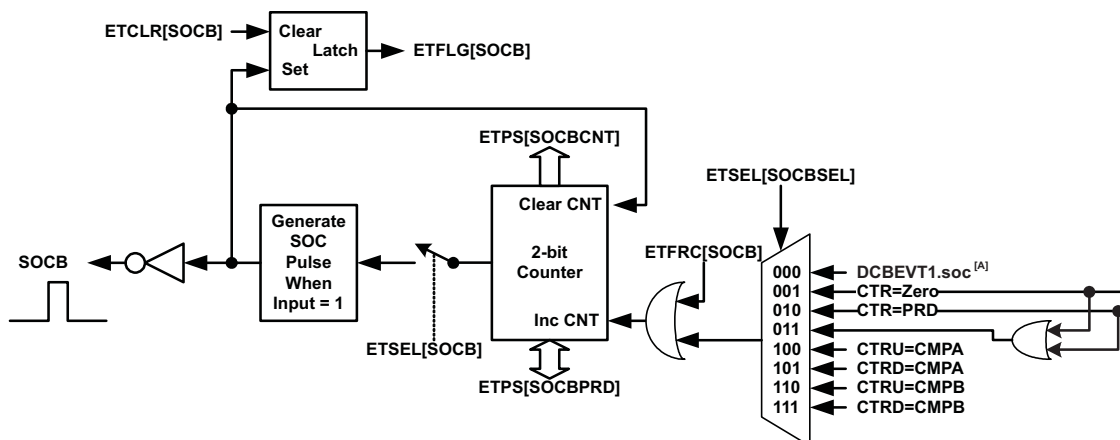 ETCLR[SOCB]
Clear
Latch
Set
ETFLG[SOCB]
ETPS[SOCBCNT]
ETSEL[SOCBSEL]
Clear CNT
2-bit
Counter
Inc CNT
Generate
SOC
Pulse
When
Input = 1
SOCB
ETSEL[SOCB]
ETPS[SOCBPRD]
ETFRC[SOCB]
000 DCBEVT1.soc [A]
001 CTR=Zero
010 CTR=PRD
011
100 CTRU=CMPA
101 CTRD=CMPA
110 CTRU=CMPB
111 CTRD=CMPB